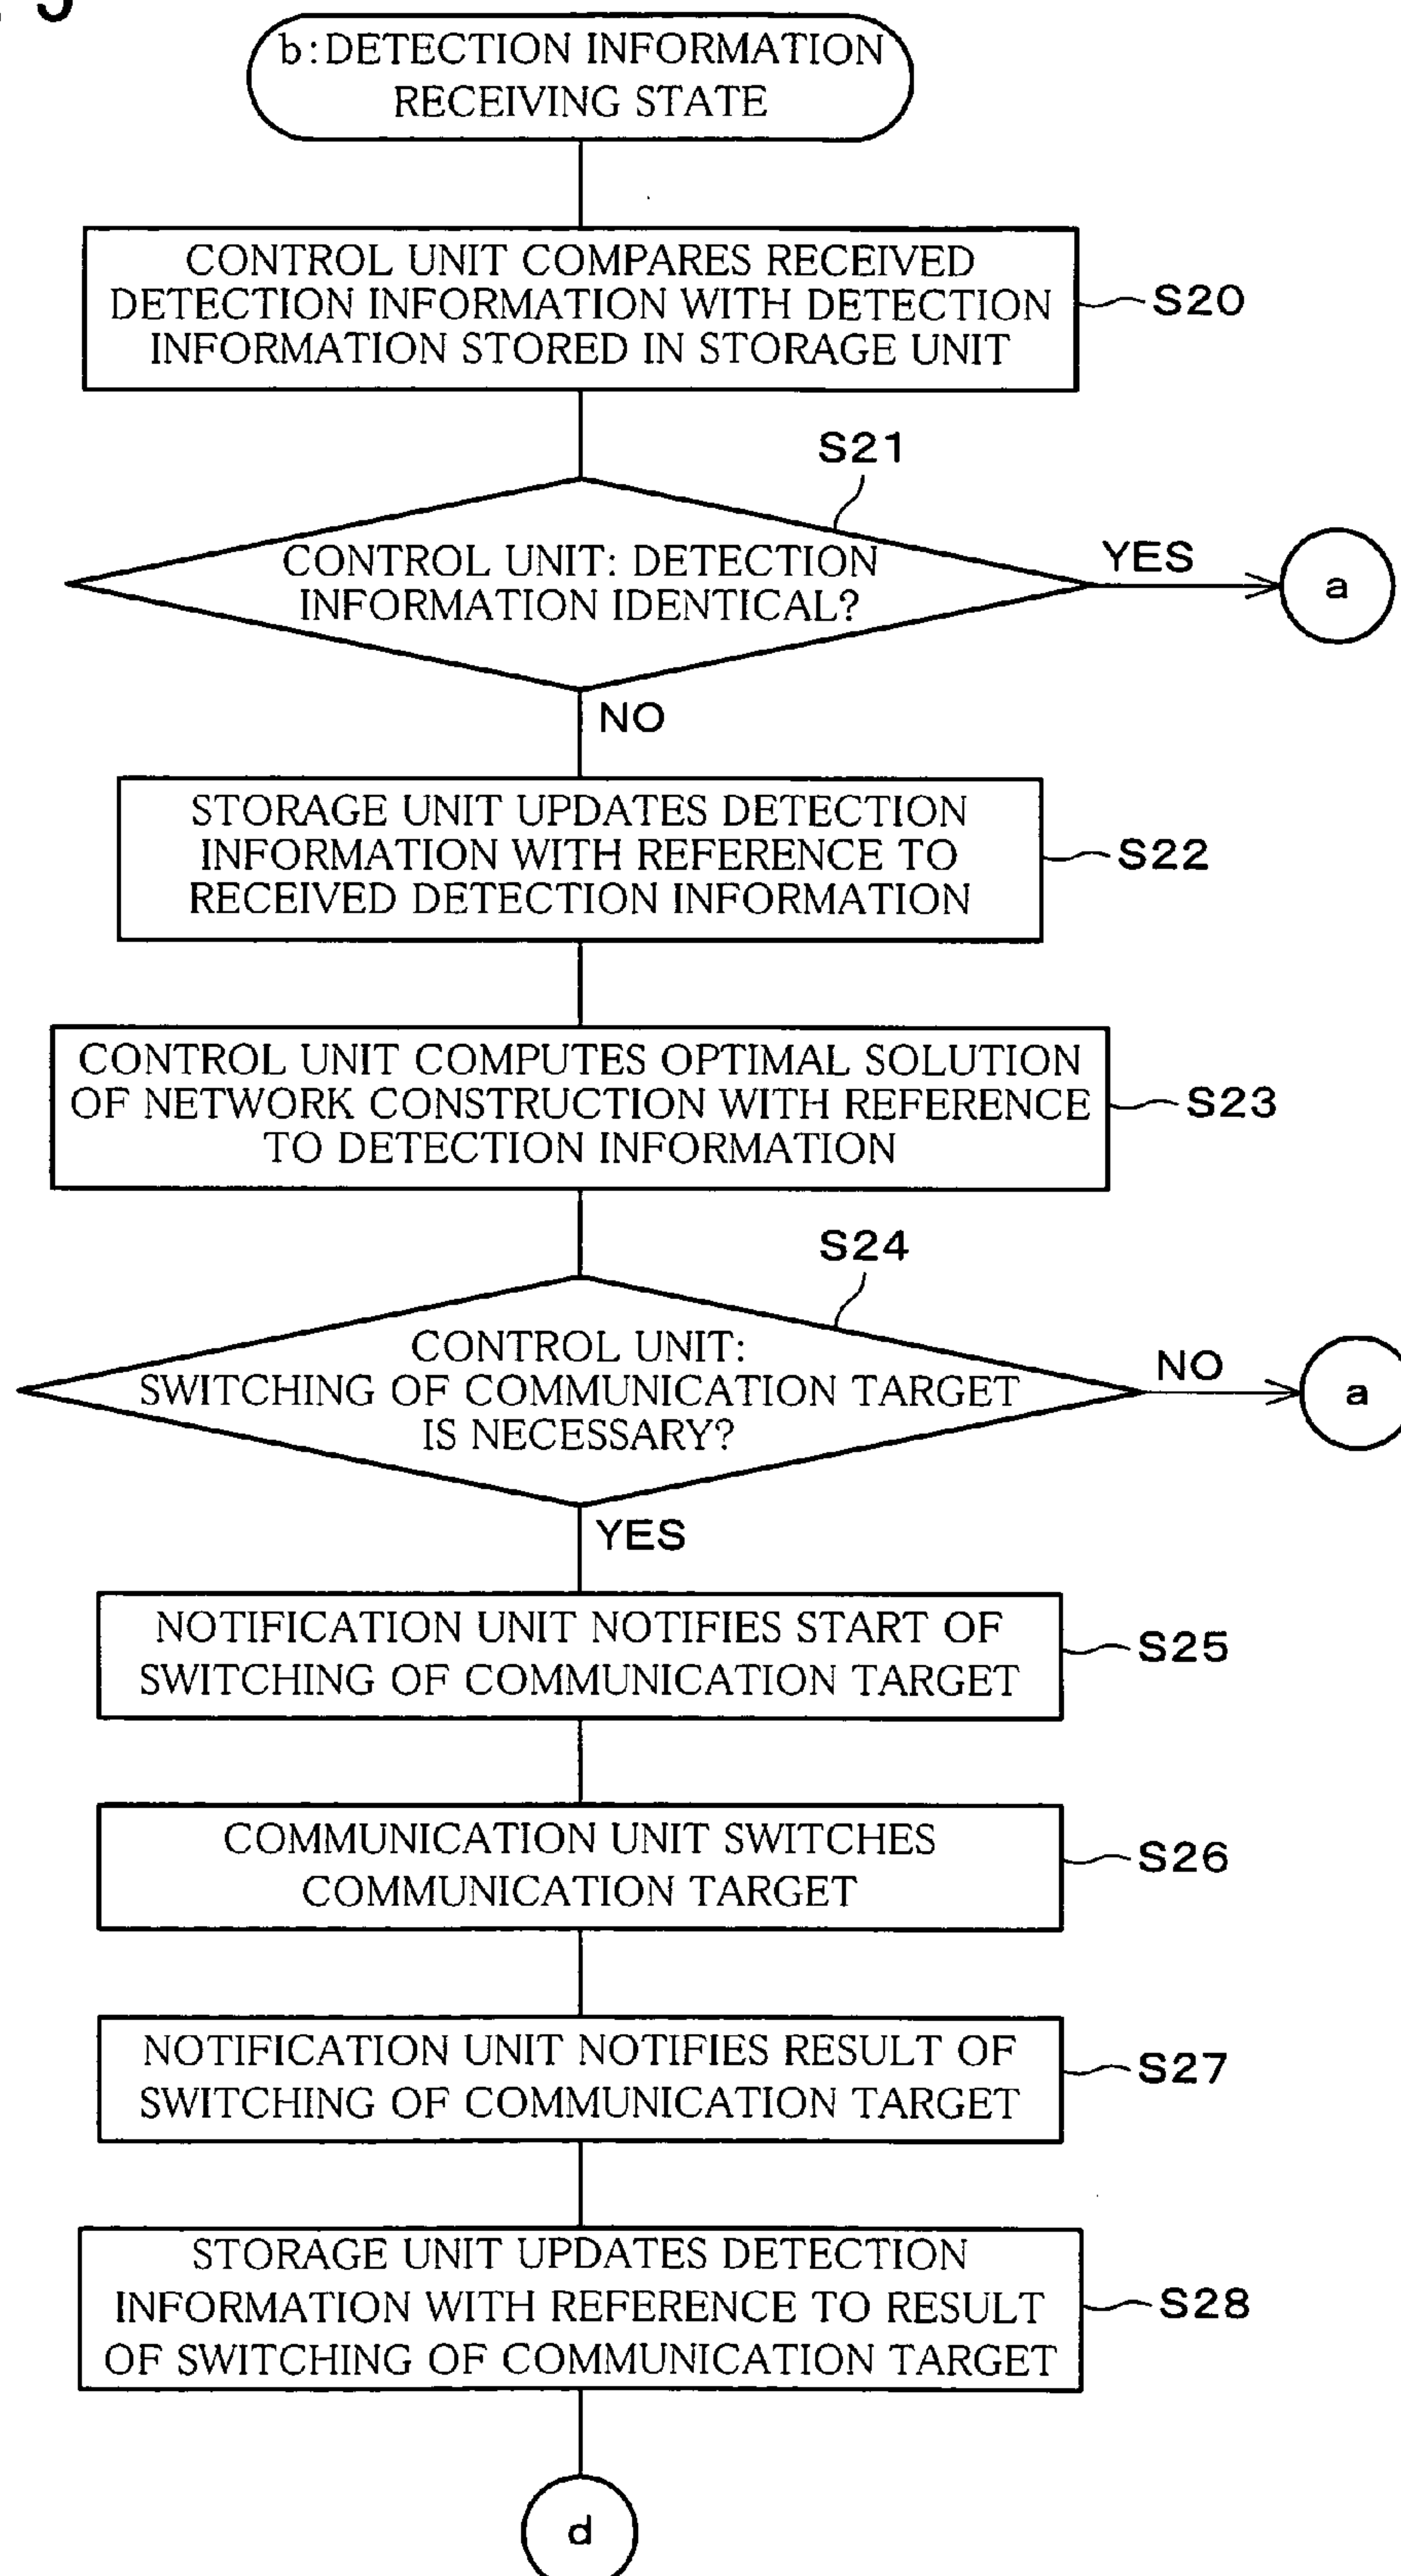 b:DETECTION INFORMATION
RECEIVING STATE
CONTROL UNIT COMPARES RECEIVED
DETECTION INFORMATION WITH DETECTION
INFORMATION STORED IN STORAGE UNIT
S20
S21
CONTROL UNIT: DETECTION
INFORMATION IDENTICAL?
YES
a
NO
STORAGE UNIT UPDATES DETECTION
INFORMATION WITH REFERENCE TO
RECEIVED DETECTION INFORMATION
S22
CONTROL UNIT COMPUTES OPTIMAL SOLUTION
OF NETWORK CONSTRUCTION WITH REFERENCE
TO DETECTION INFORMATION
S23
S24
CONTROL UNIT:
SWITCHING OF COMMUNICATION TARGET
IS NECESSARY?
NO
a
YES
NOTIFICATION UNIT NOTIFIES START OF
SWITCHING OF COMMUNICATION TARGET
S25
COMMUNICATION UNIT SWITCHES
COMMUNICATION TARGET
S26
NOTIFICATION UNIT NOTIFIES RESULT OF
SWITCHING OF COMMUNICATION TARGET
S27
STORAGE UNIT UPDATES DETECTION
INFORMATION WITH REFERENCE TO RESULT
OF SWITCHING OF COMMUNICATION TARGET
S28
d